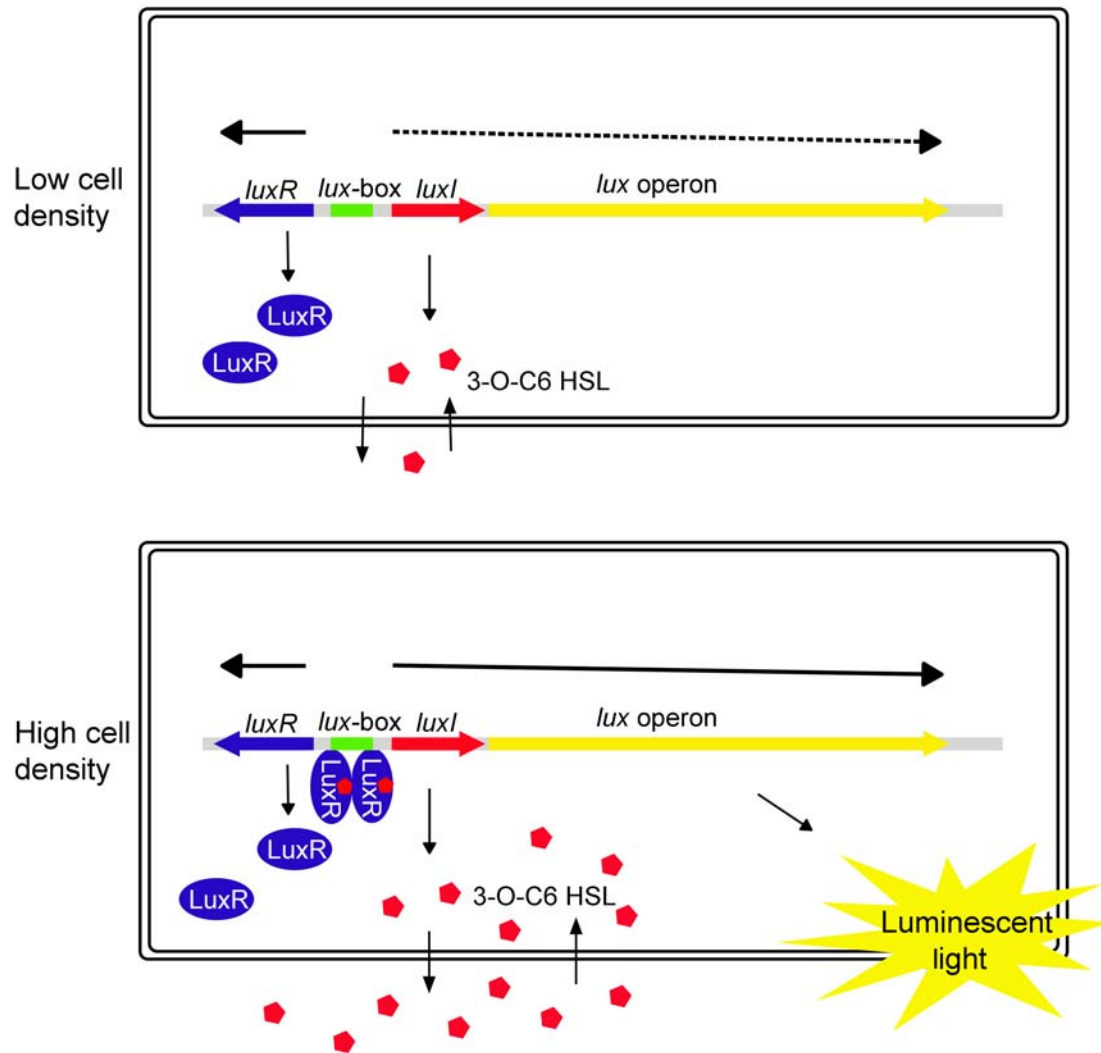 Low cell
density
luxR lux-box luxI lux operon
LuxR
LuxR
3-O-C6 HSL
High cell
density
luxR lux-box luxI lux operon
LuxR LuxR
LuxR
LuxR
3-O-C6 HSL
Luminescent
light